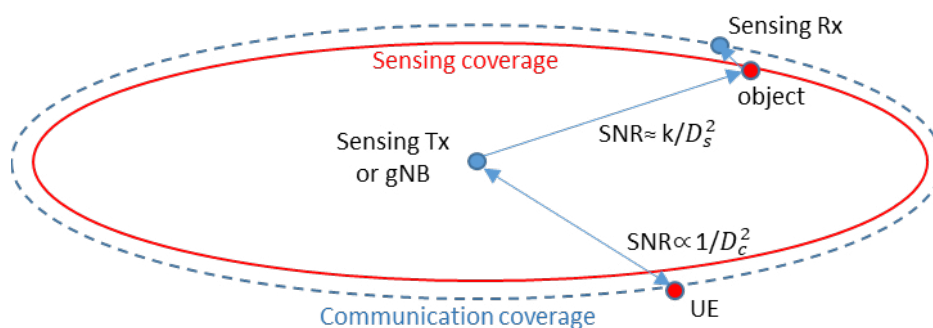 Sensing Rx
Sensing coverage
object
SNR≈ k/D_s^2
Sensing Tx
or gNB
SNR∝ 1/D_c^2
UE
Communication coverage